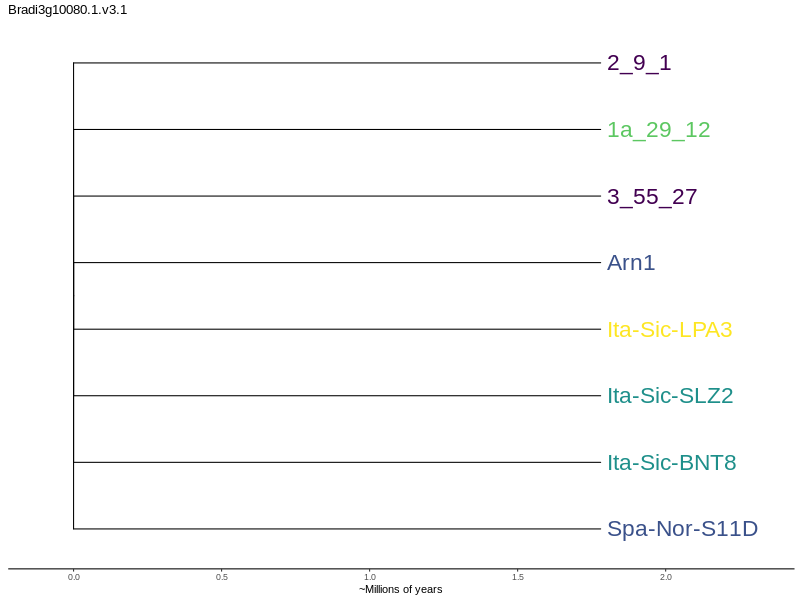 Bradi3g10080.1.v3.1
2_9_1
1a_29_12
3_55_27
Arn1
Ita-Sic-LPA3
Ita-Sic-SLZ2
Ita-Sic-BNT8
Spa-Nor-S11D
0.0 0.5 1.0 1.5 2.0
~Millions of years